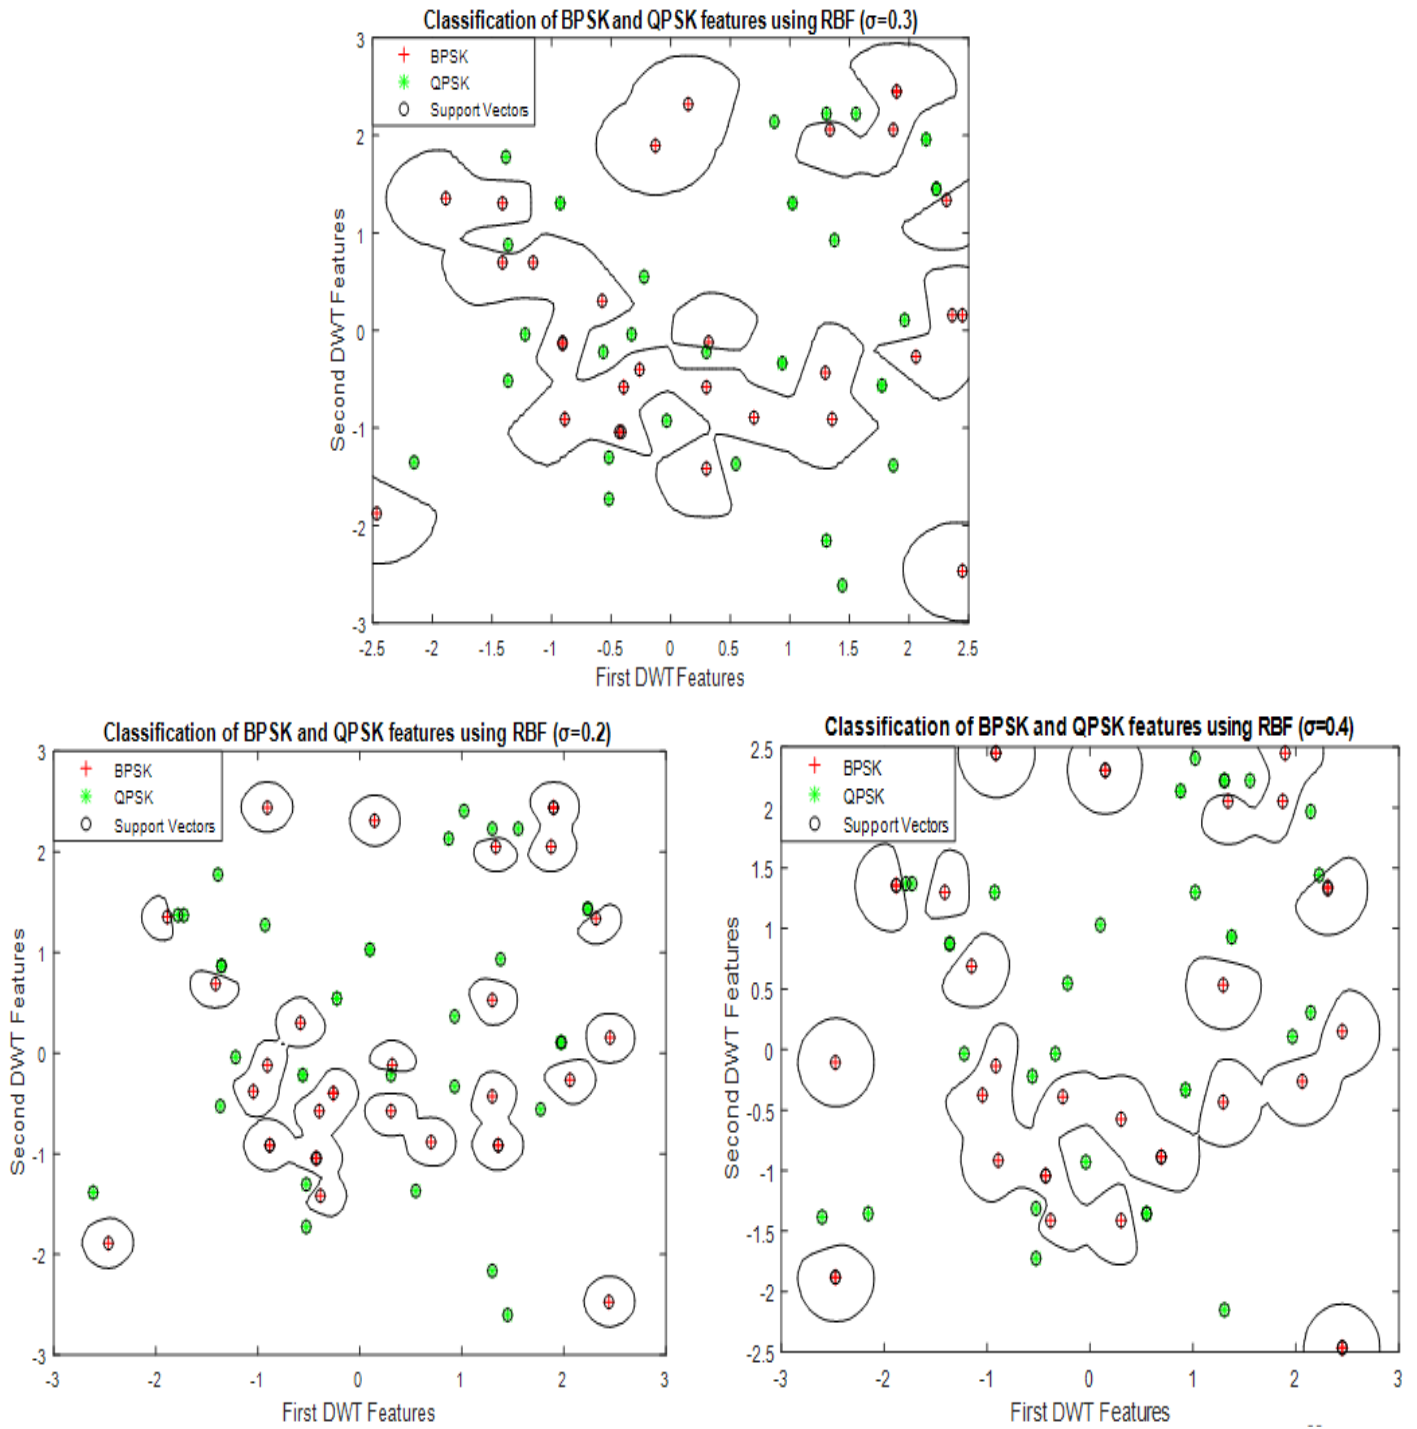 Classification of BPSK and QPSK features using RBF (σ=0.3)
3
BPSK
QPSK
Support Vectors
2
1
0
-1
-2
-3
Second DWT Features
-2.5 -2 -1.5 -1 -0.5 0 0.5 1 1.5 2 2.5
First DWT Features
Classification of BPSK and QPSK features using RBF (σ=0.2)
3
BPSK
QPSK
Support Vectors
2
1
0
-1
-2
-3
Second DWT Features
-3 -2 -1 0 1 2 3
First DWT Features
Classification of BPSK and QPSK features using RBF (σ=0.4)
2.5
BPSK
QPSK
Support Vectors
2
1.5
1
0.5
0
-0.5
-1
-1.5
-2
-2.5
Second DWT Features
-3 -2 -1 0 1 2 3
First DWT Features